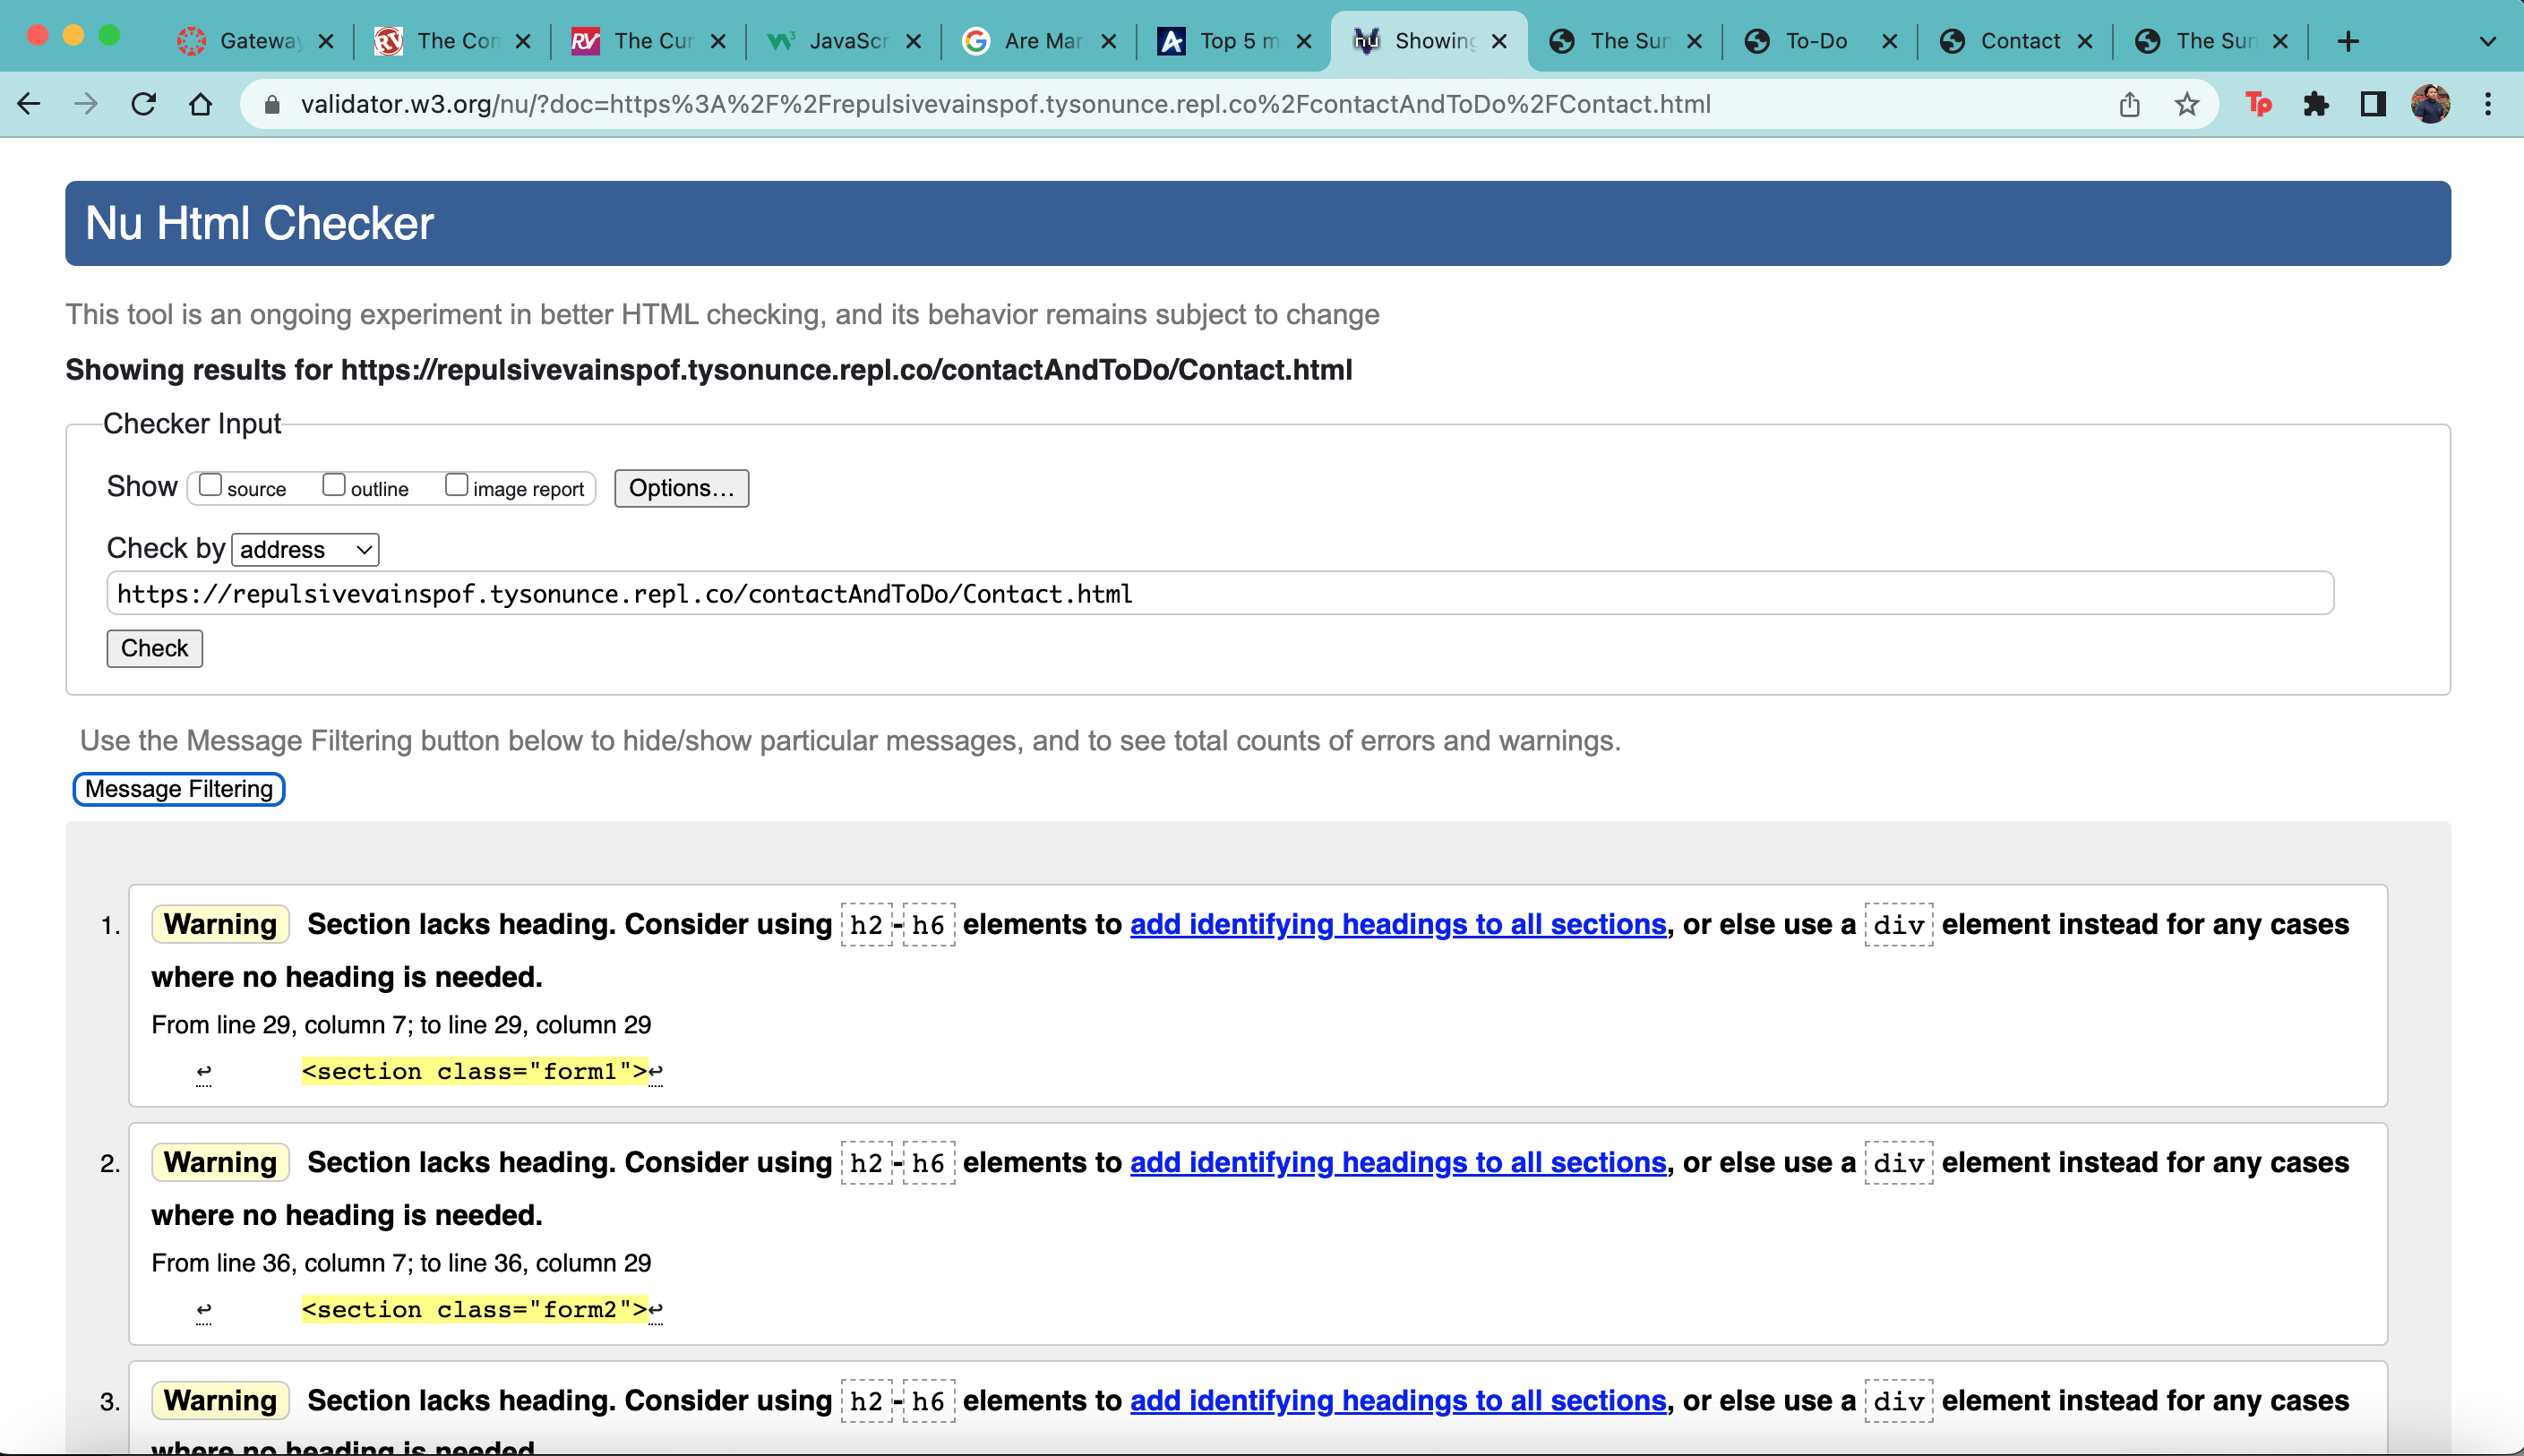 Gateway The Con The Cur JavaScr Are Mar Top 5 m Showing The Sun To-Do Contact The Sun
validator.w3.org/nu/?doc=https%3A%2F%2Frepulsivevainspof.tysonunce.repl.co%2FcontactAndToDo%2FContact.html
Nu Html Checker
This tool is an ongoing experiment in better HTML checking, and its behavior remains subject to change
Showing results for https://repulsivevainspof.tysonunce.repl.co/contactAndToDo/Contact.html
Checker Input
Show source outline image report Options...
Check by address
https://repulsivevainspof.tysonunce.repl.co/contactAndToDo/Contact.html
Check
Use the Message Filtering button below to hide/show particular messages, and to see total counts of errors and warnings.
Message Filtering
1. Warning Section lacks heading. Consider using h2-h6 elements to add identifying headings to all sections, or else use a div element instead for any cases
where no heading is needed.
From line 29, column 7; to line 29, column 29
↩ <section class="form1">↩
2. Warning Section lacks heading. Consider using h2-h6 elements to add identifying headings to all sections, or else use a div element instead for any cases
where no heading is needed.
From line 36, column 7; to line 36, column 29
↩ <section class="form2">↩
3. Warning Section lacks heading. Consider using h2-h6 elements to add identifying headings to all sections, or else use a div element instead for any cases
where no heading is needed.